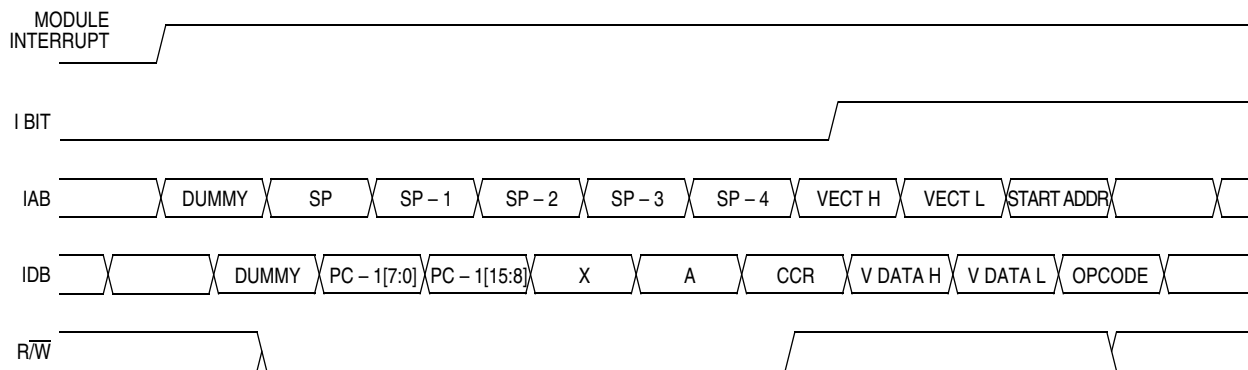 MODULE
INTERRUPT
I BIT
IAB DUMMY SP SP – 1 SP – 2 SP – 3 SP – 4 VECT H VECT L START ADDR
IDB DUMMY PC – 1[7:0] PC – 1[15:8] X A CCR V DATA H V DATA L OPCODE
R/W̅